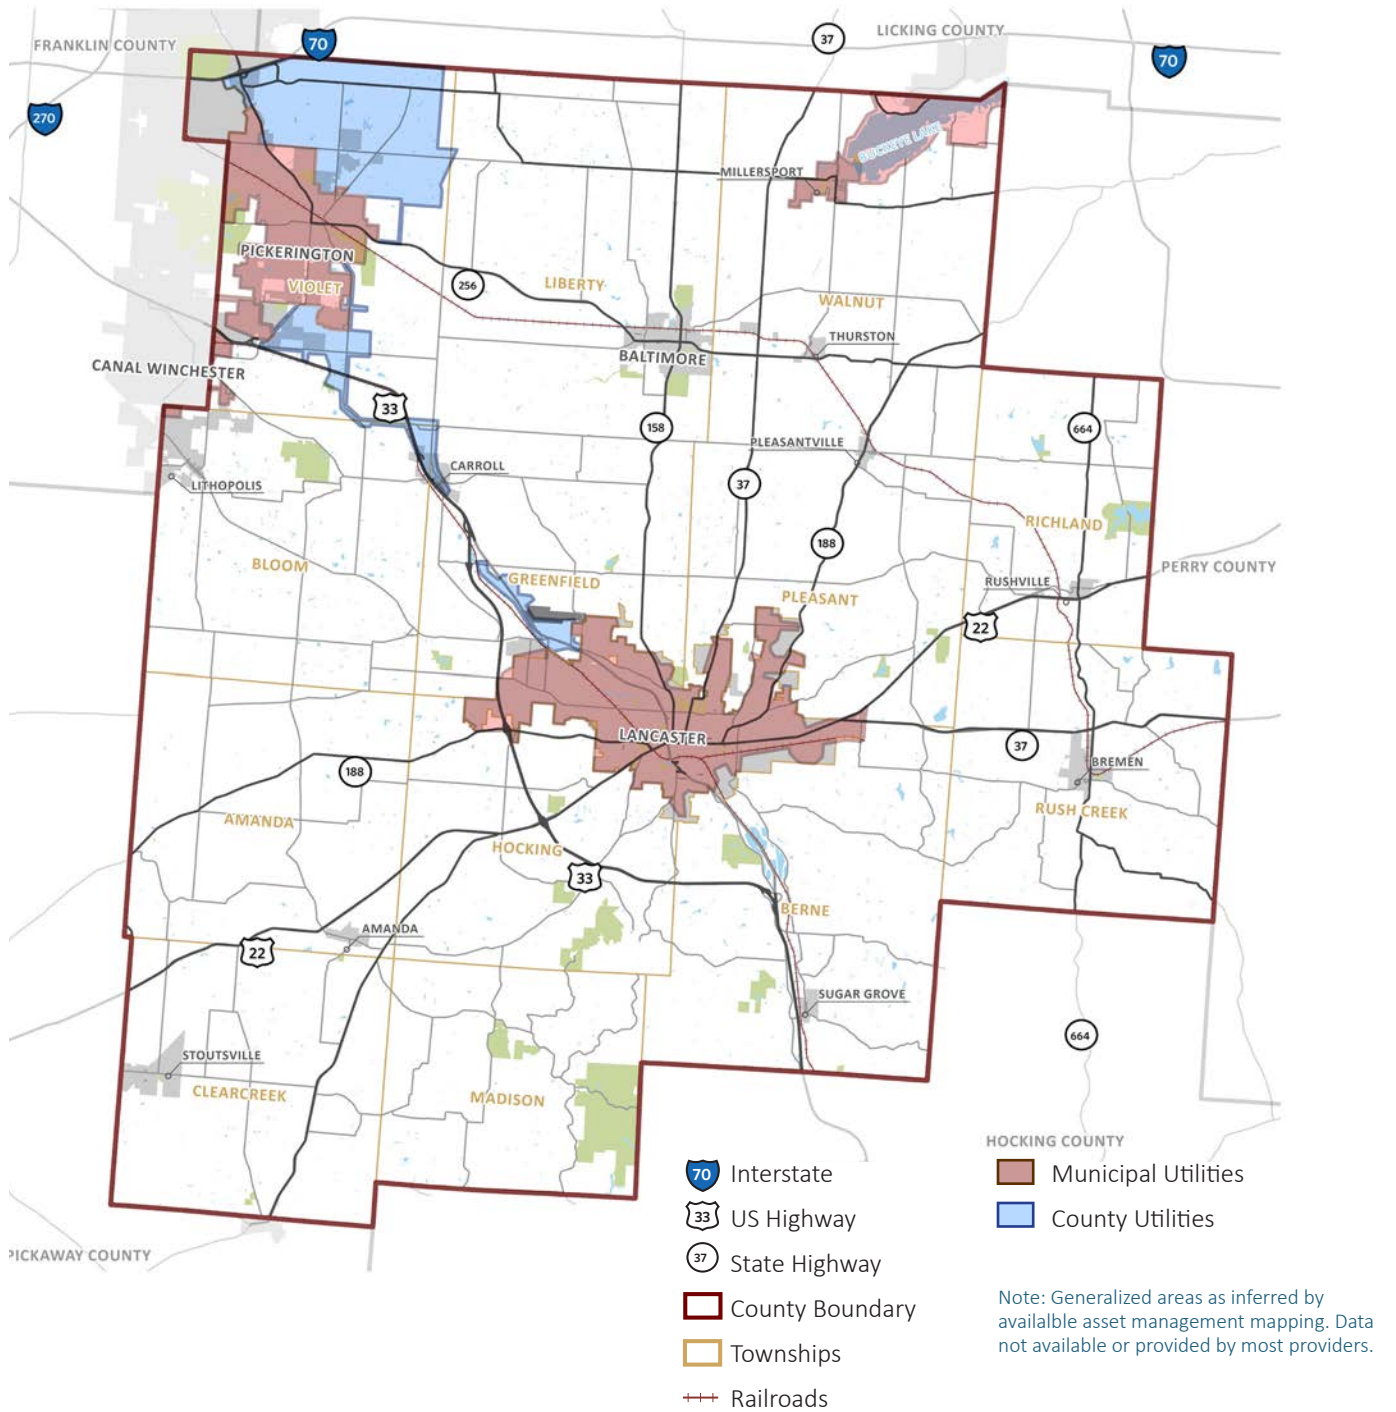 FRANKLIN COUNTY
70
37
LICKING COUNTY
70
270
BUCKEYE LAKE
MILLERSPORT
PICKERINGTON
VIOLET
256
LIBERTY
WALNUT
THURSTON
BALTIMORE
CANAL WINCHESTER
33
158
664
PLEASANTVILLE
CARROLL
37
LITHOPOLIS
RICHLAND
188
BLOOM
GREENFIELD
RUSHVILLE
PERRY COUNTY
PLEASANT
22
LANCASTER
37
188
BREMEN
AMANDA
RUSH CREEK
HOCKING
33
BERNE
AMANDA
22
SUGAR GROVE
664
STOUTSVILLE
CLEARCREEK
MADISON
HOCKING COUNTY
PICKAWAY COUNTY
70 Interstate
33 US Highway
37 State Highway
County Boundary
Townships
Railroads
Municipal Utilities
County Utilities
Note: Generalized areas as inferred by
availalble asset management mapping. Data
not available or provided by most providers.